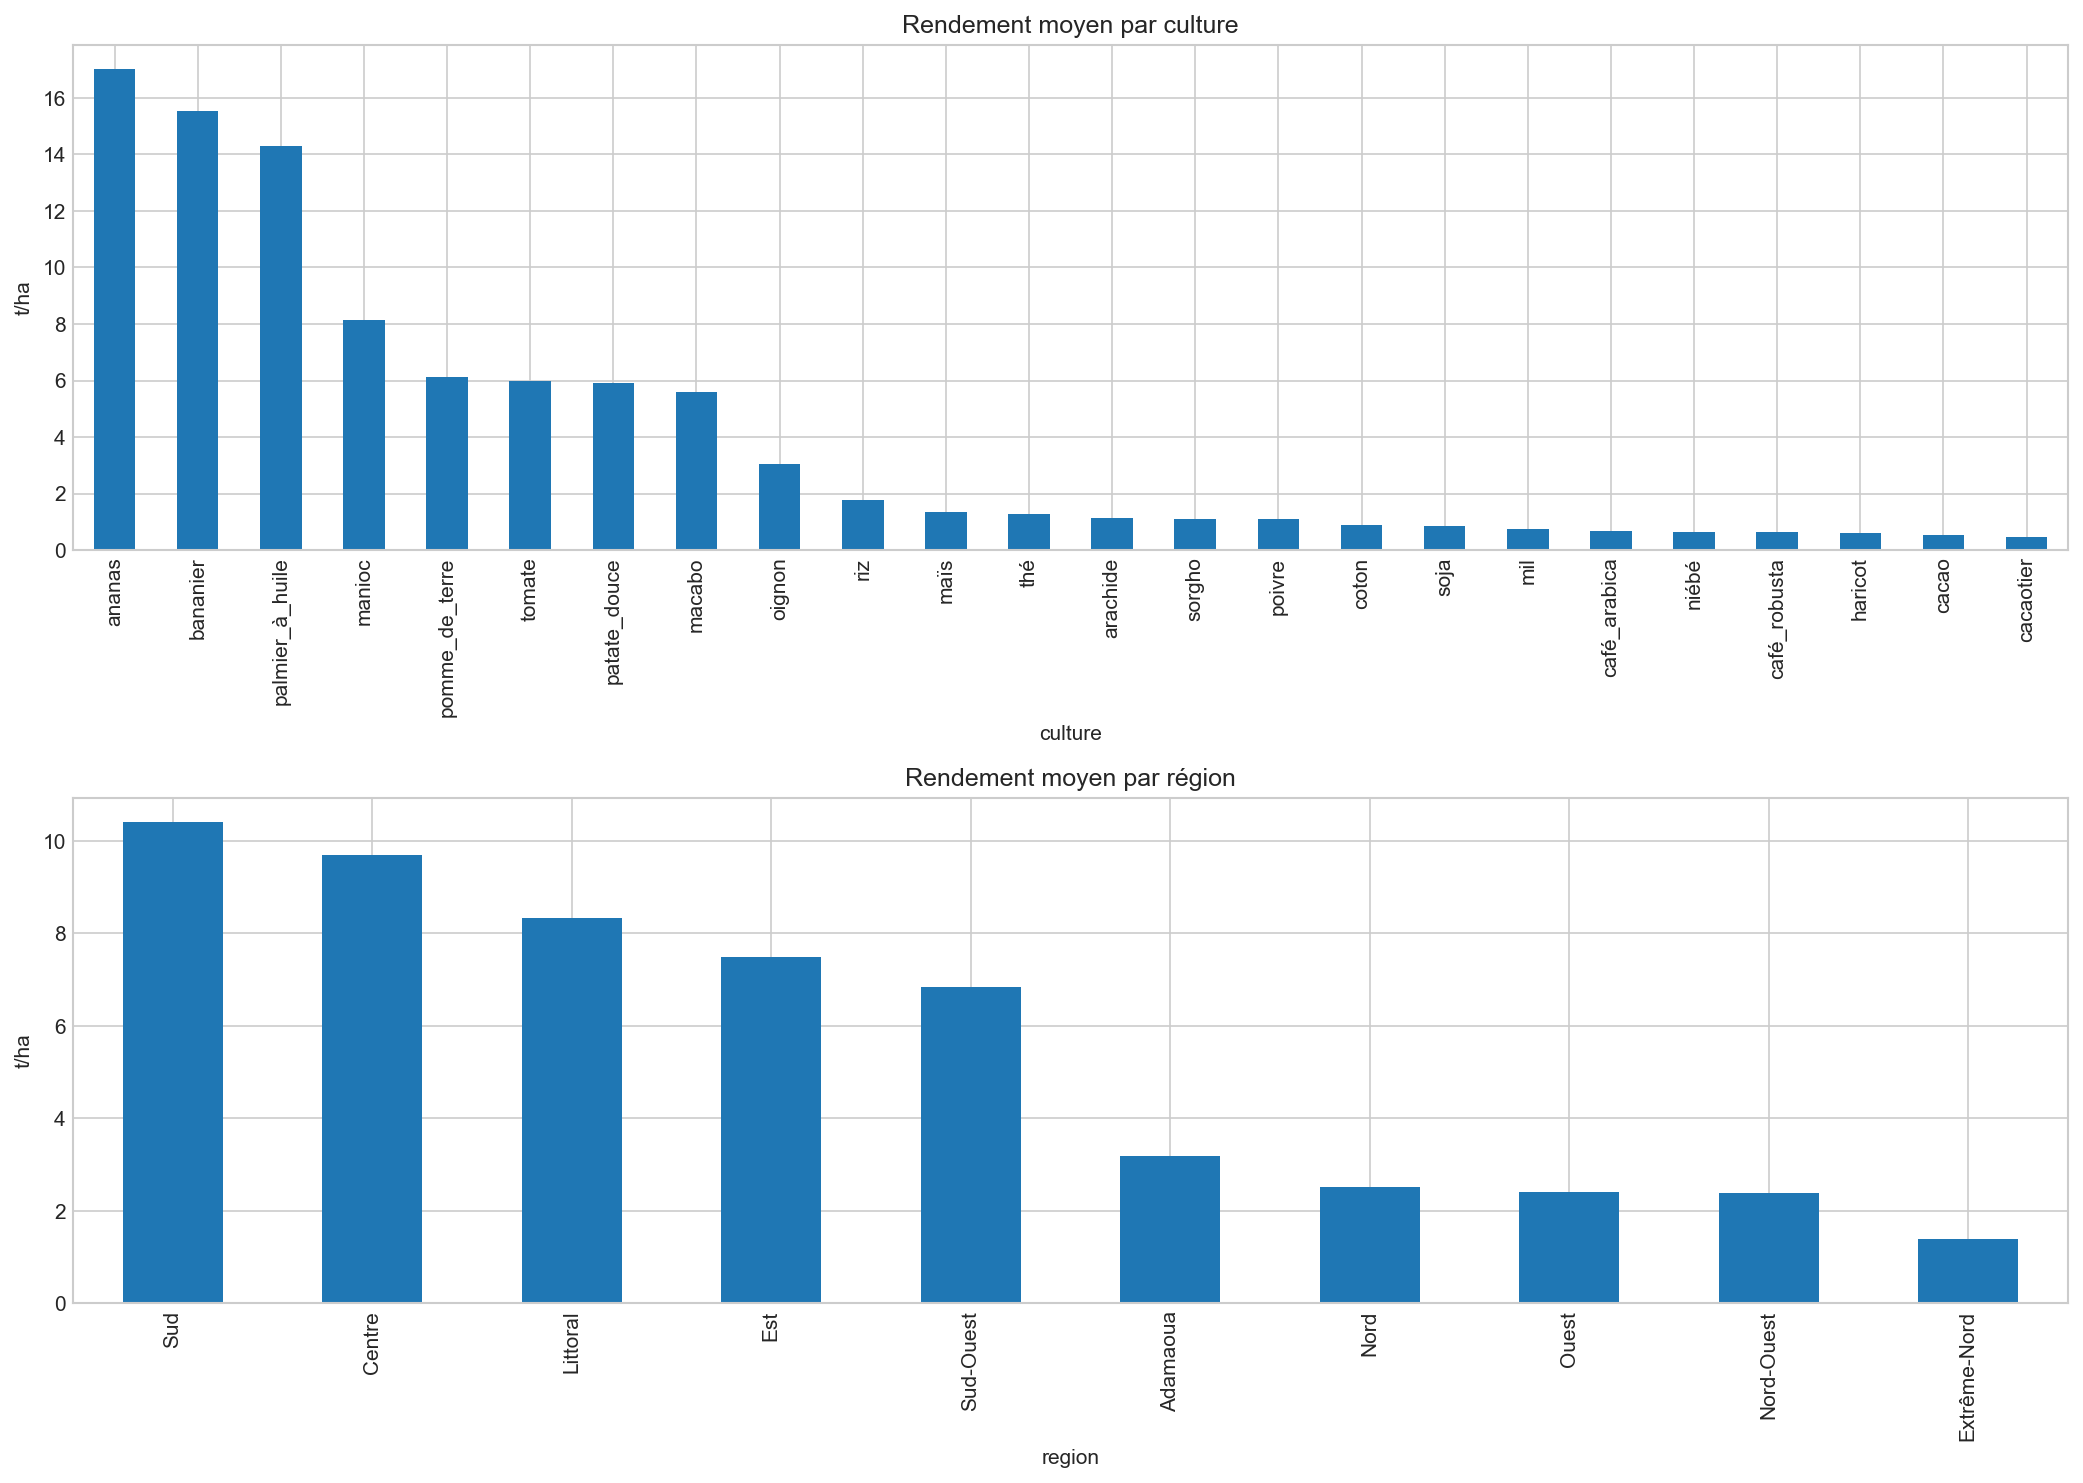 Rendement moyen par culture
16
14
12
10
8
6
4
2
0
t/ha
ananas
bananier
palmier_à_huile
manioc
pomme_de_terre
tomate
patate_douce
macabo
oignon
riz
maïs
thé
arachide
sorgho
poivre
coton
soja
mil
café_arabica
niébé
café_robusta
haricot
cacao
cacaotier
culture
Rendement moyen par région
10
8
6
4
2
0
t/ha
Sud
Centre
Littoral
Est
Sud-Ouest
Adamaoua
Nord
Ouest
Nord-Ouest
Extrême-Nord
region